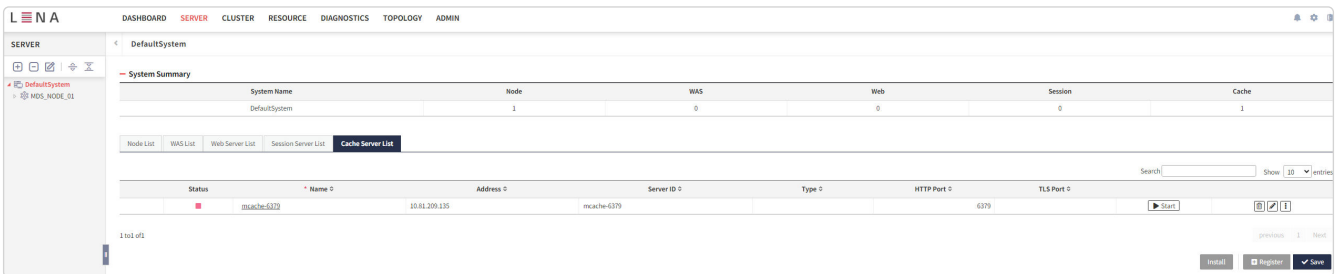 LENA
DASHBOARD SERVER CLUSTER RESOURCE DIAGNOSTICS TOPOLOGY ADMIN
SERVER
DefaultSystem
DefaultSystem
MDS_NODE_01
System Summary
System Name Node WAS Web Session Cache
DefaultSystem 1 0 0 0 1
Node List WAS List Web Server List Session Server List Cache Server List
Search Show 10 entries
Status * Name Address Server ID Type HTTP Port TLS Port
mcache-6379 10.81.209.135 mcache-6379 6379 Start
1 to1 of1
previous 1 Next
Install Register Save